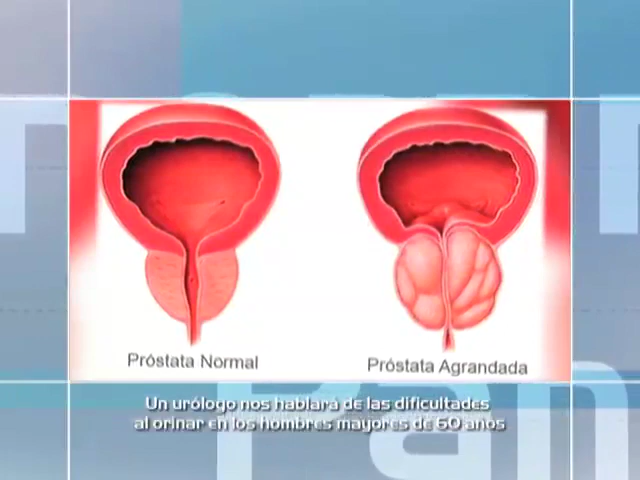 Próstata Normal
Próstata Agrandada
Un urólogo nos hablará de las dificultades
al orinar en los hombres mayores de 60 años
Pan